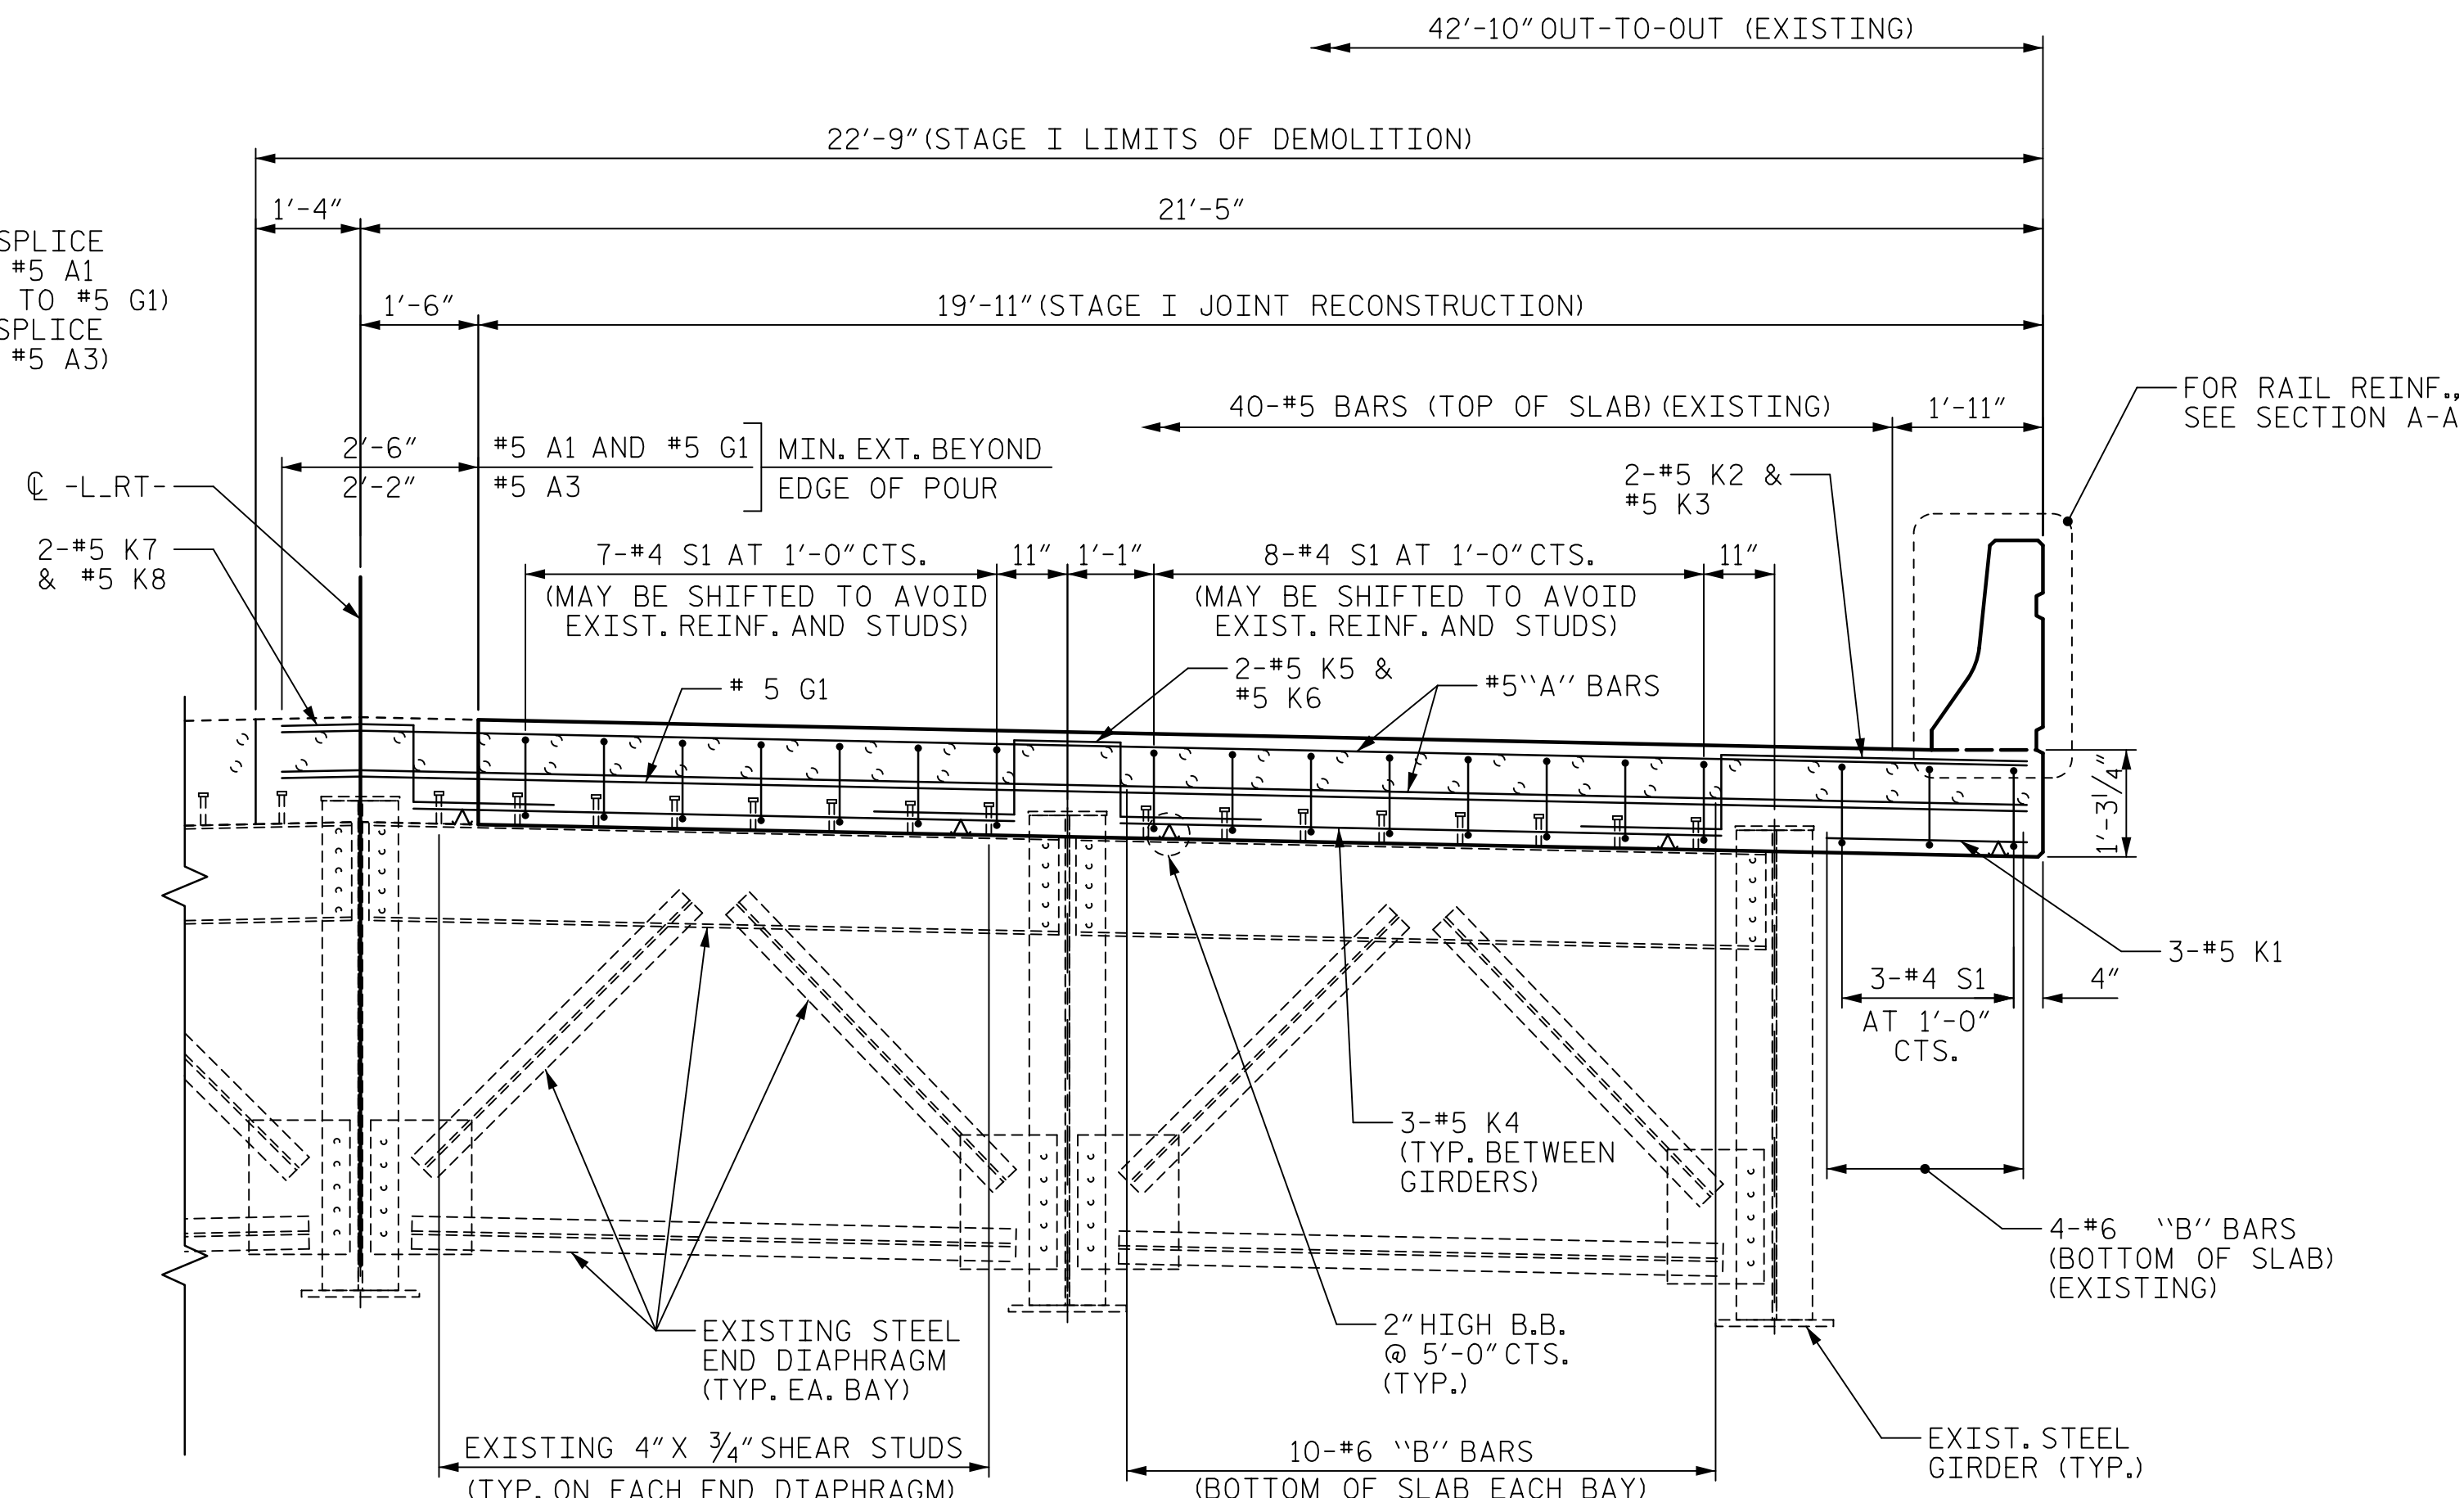 42'-10" OUT-TO-OUT (EXISTING)
22'-9" (STAGE I LIMITS OF DEMOLITION)
1'-4"
21'-5"
SPLICE
#5 A1
TO #5 G1)
SPLICE
#5 A3)
1'-6"
19'-11" (STAGE I JOINT RECONSTRUCTION)
FOR RAIL REINF.,
SEE SECTION A-A
40-#5 BARS (TOP OF SLAB) (EXISTING)
1'-11"
2'-6"
#5 A1 AND #5 G1
2'-2"
#5 A3
MIN. EXT. BEYOND
EDGE OF POUR
℄ -L_RT-
2-#5 K2 &
#5 K3
2-#5 K7
& #5 K8
7-#4 S1 AT 1'-0" CTS.
(MAY BE SHIFTED TO AVOID
EXIST. REINF. AND STUDS)
11"
1'-1"
8-#4 S1 AT 1'-0" CTS.
(MAY BE SHIFTED TO AVOID
EXIST. REINF. AND STUDS)
11"
# 5 G1
2-#5 K5 &
#5 K6
#5 ``A'' BARS
1'-3 1/4"
3-#5 K1
3-#4 S1
AT 1'-0"
CTS.
4"
3-#5 K4
(TYP. BETWEEN
GIRDERS)
4-#6 ``B'' BARS
(BOTTOM OF SLAB)
(EXISTING)
EXISTING STEEL
END DIAPHRAGM
(TYP. EA. BAY)
2" HIGH B.B.
@ 5'-0" CTS.
(TYP.)
EXISTING 4" X 3/4" SHEAR STUDS
(TYP. ON EACH END DIAPHRAGM)
10-#6 ``B'' BARS
(BOTTOM OF SLAB EACH BAY)
EXIST. STEEL
GIRDER (TYP.)